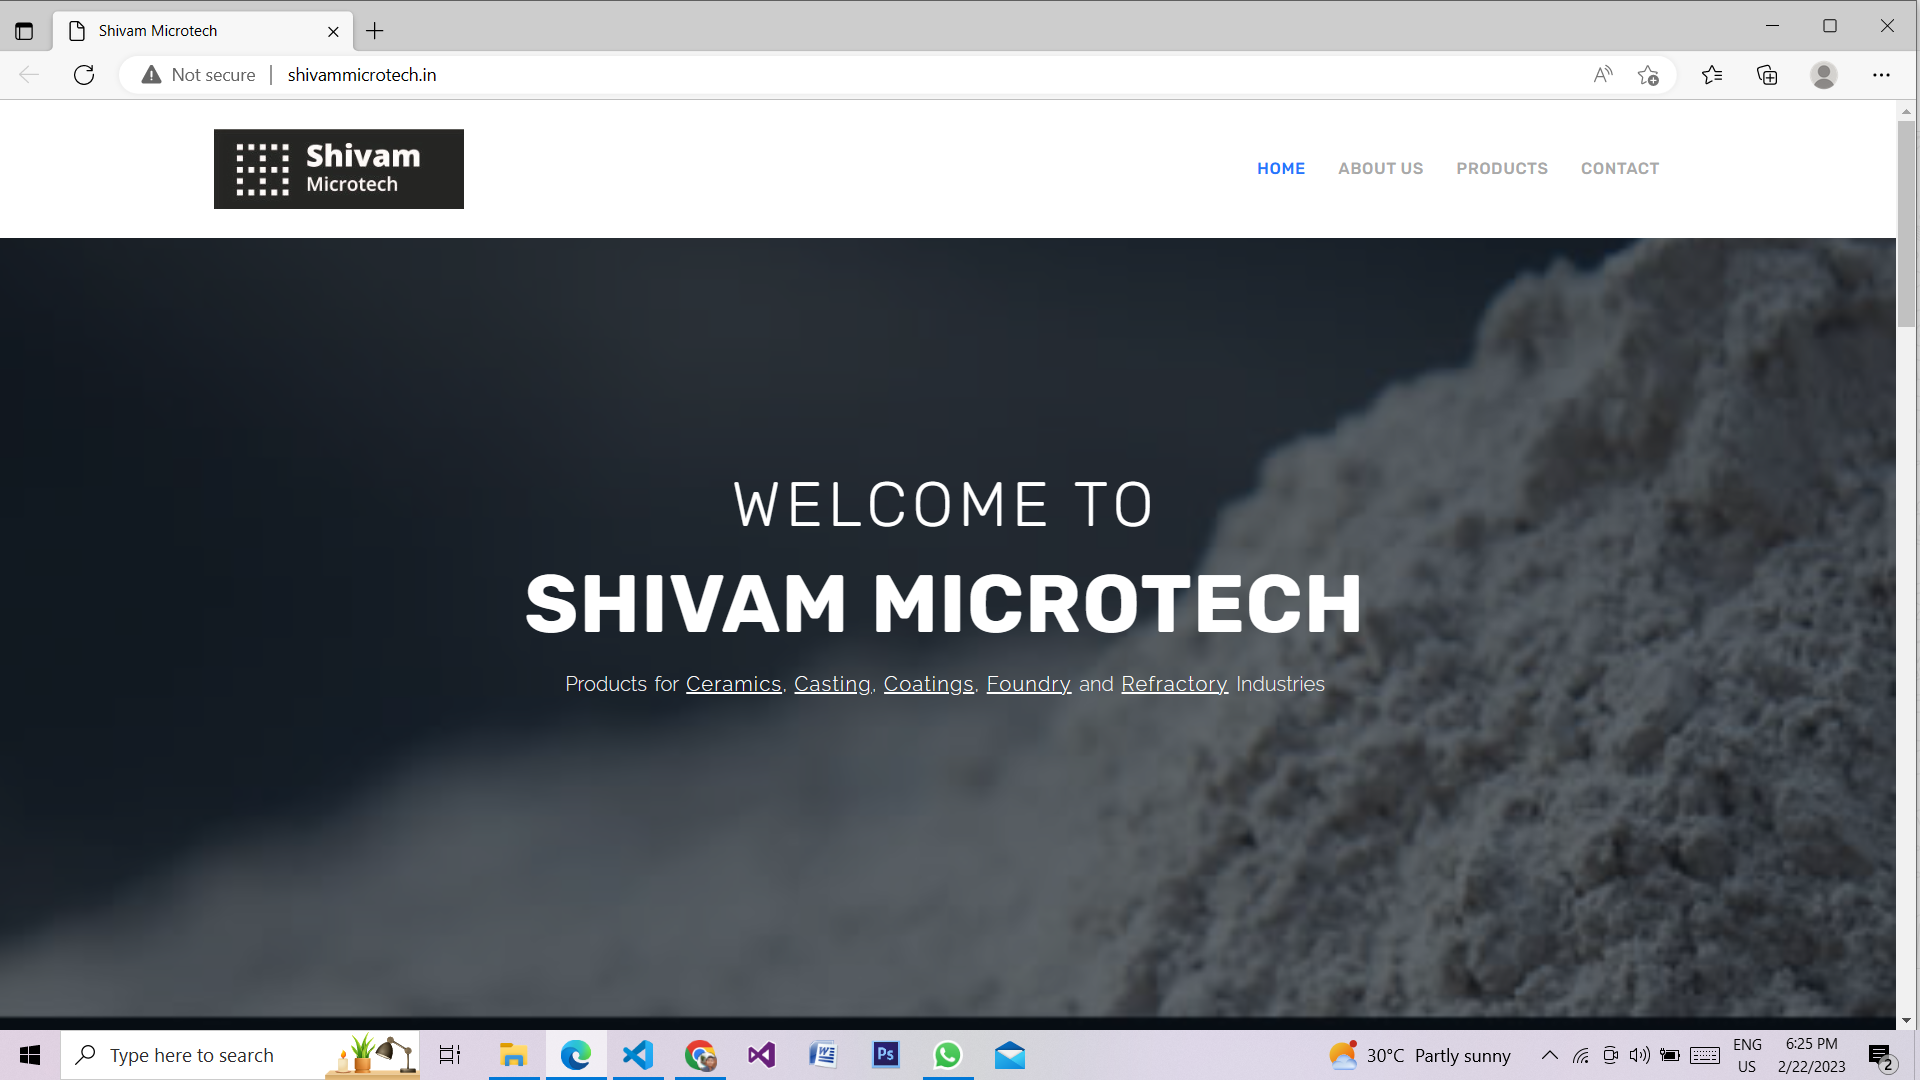 Shivam Microtech
Not secure
shivammicrotech.in
Shivam
Microtech
HOME ABOUT US PRODUCTS CONTACT
WELCOME TO
SHIVAM MICROTECH
Products for Ceramics, Casting, Coatings, Foundry and Refractory Industries
Type here to search
Ps
30°C Partly sunny
ENG
US
6:25 PM
2/22/2023
2